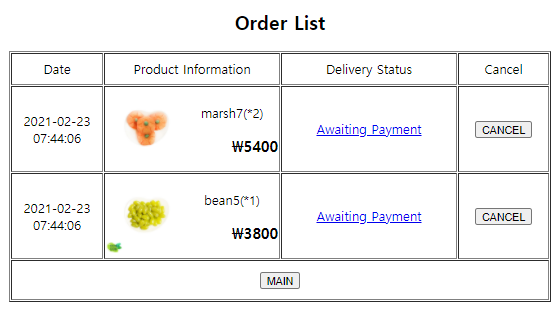 Order List
Date Product Information Delivery Status Cancel
2021-02-23
07:44:06
marsh7(*2)
₩5400
Awaiting Payment
CANCEL
2021-02-23
07:44:06
bean5(*1)
₩3800
Awaiting Payment
CANCEL
MAIN